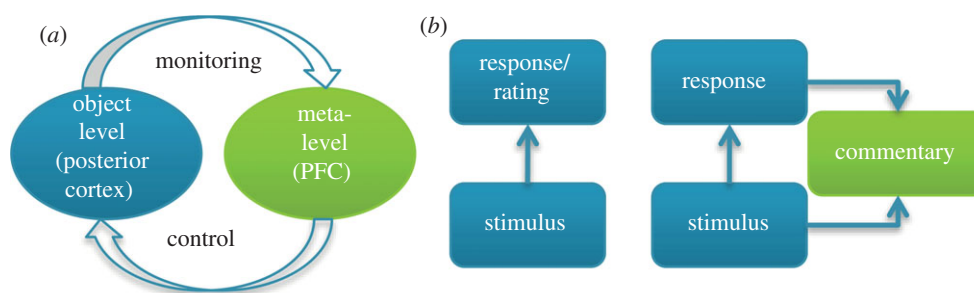 (a)
monitoring
object
level
(posterior
cortex)
meta-
level
(PFC)
control
(b)
response/
rating
stimulus
response
stimulus
commentary